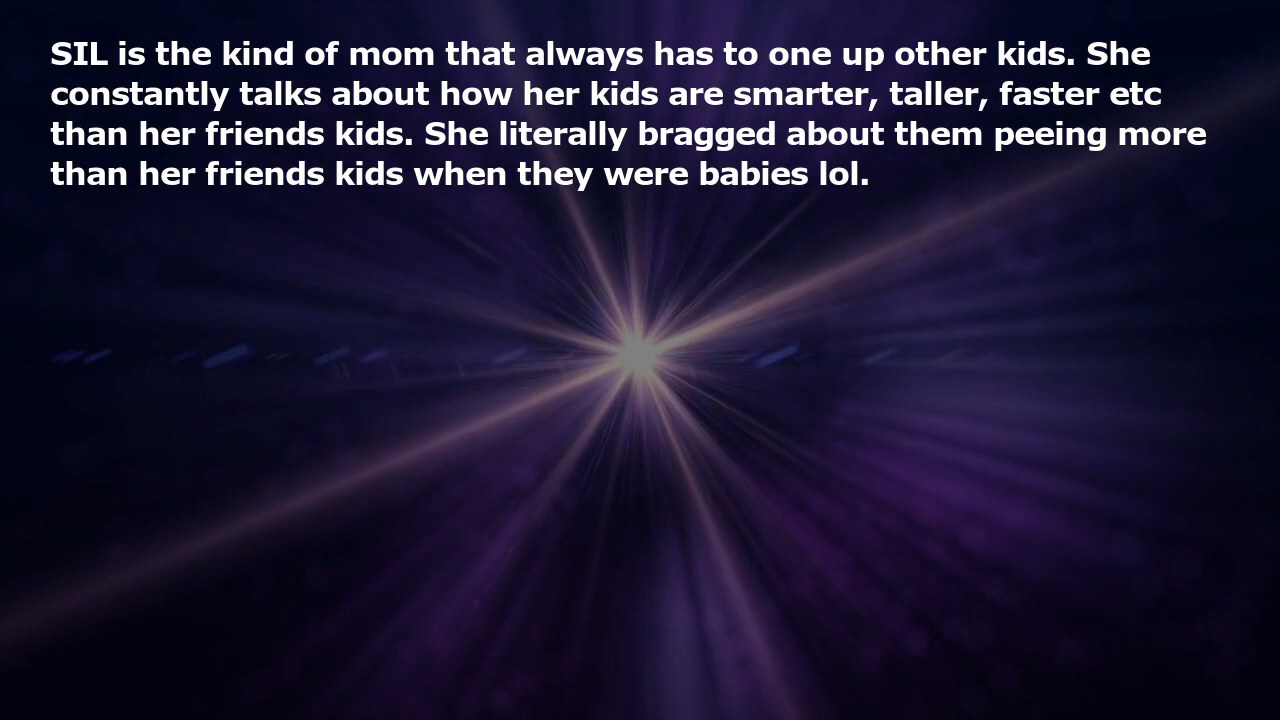 SIL is the kind of mom that always has to one up other kids. She
constantly talks about how her kids are smarter, taller, faster etc
than her friends kids. She literally bragged about them peeing more
than her friends kids when they were babies lol.